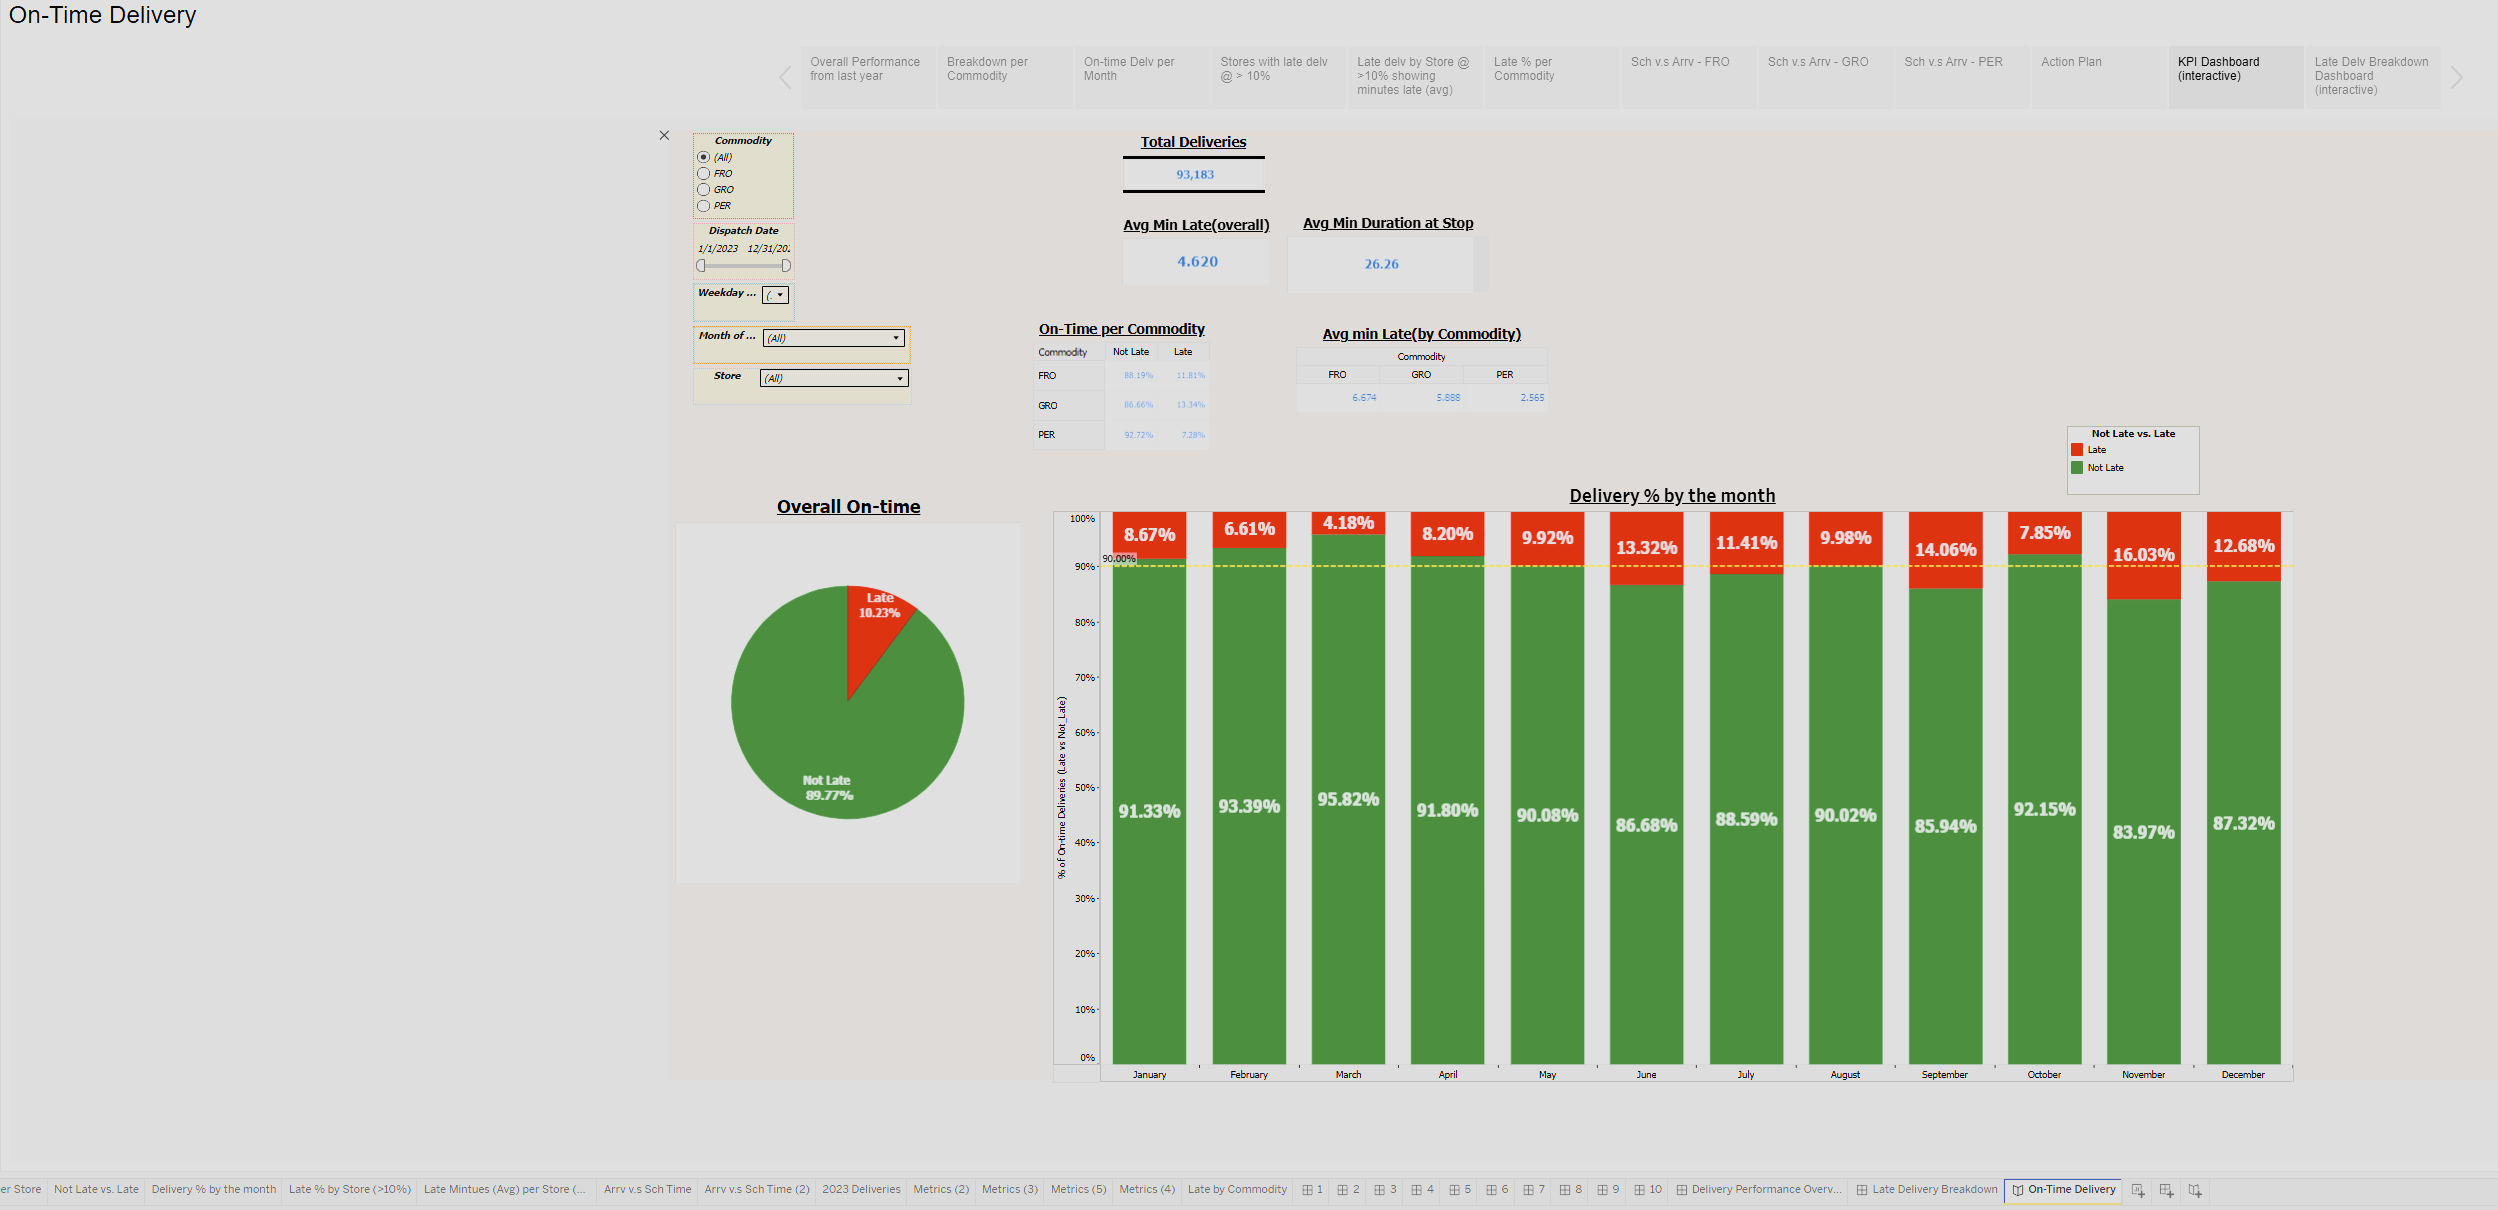 On-Time Delivery
Overall Performance
from last year
Breakdown per
Commodity
On-time Delv per
Month
Stores with late delv
@ > 10%
Late delv by Store @
>10% showing
minutes late (avg)
Late % per
Commodity
Sch v.s Arrv - FRO
Sch v.s Arrv - GRO
Sch v.s Arrv - PER
Action Plan
KPI Dashboard
(interactive)
Late Delv Breakdown
Dashboard
(interactive)
Commodity
(All)
FRO
GRO
PER
Dispatch Date
1/1/2023 12/31/202
Weekday ... (.
Month of ... (All)
Store (All)
Total Deliveries
93,183
Avg Min Late(overall)
4.620
Avg Min Duration at Stop
26.26
On-Time per Commodity
Commodity Not Late Late
FRO 88.19% 11.81%
GRO 86.66% 13.34%
PER 92.72% 7.28%
Avg min Late(by Commodity)
Commodity
FRO GRO PER
6.674 5.888 2.565
Not Late vs. Late
Late
Not Late
Overall On-time
Late
10.23%
Not Late
89.77%
Delivery % by the month
% of On-time Deliveries (Late vs Not_Late)
100%
90%
80%
70%
60%
50%
40%
30%
20%
10%
0%
90.00%
8.67% 6.61% 4.18% 8.20% 9.92% 13.32% 11.41% 9.98% 14.06% 7.85% 16.03% 12.68%
91.33% 93.39% 95.82% 91.80% 90.08% 86.68% 88.59% 90.02% 85.94% 92.15% 83.97% 87.32%
January February March April May June July August September October November December
er Store Not Late vs. Late Delivery % by the month Late % by Store (>10%) Late Mintues (Avg) per Store (... Arrv v.s Sch Time Arrv v.s Sch Time (2) 2023 Deliveries Metrics (2) Metrics (3) Metrics (5) Metrics (4) Late by Commodity 1 2 3 4 5 6 7 8 9 10 Delivery Performance Overv... Late Delivery Breakdown On-Time Delivery